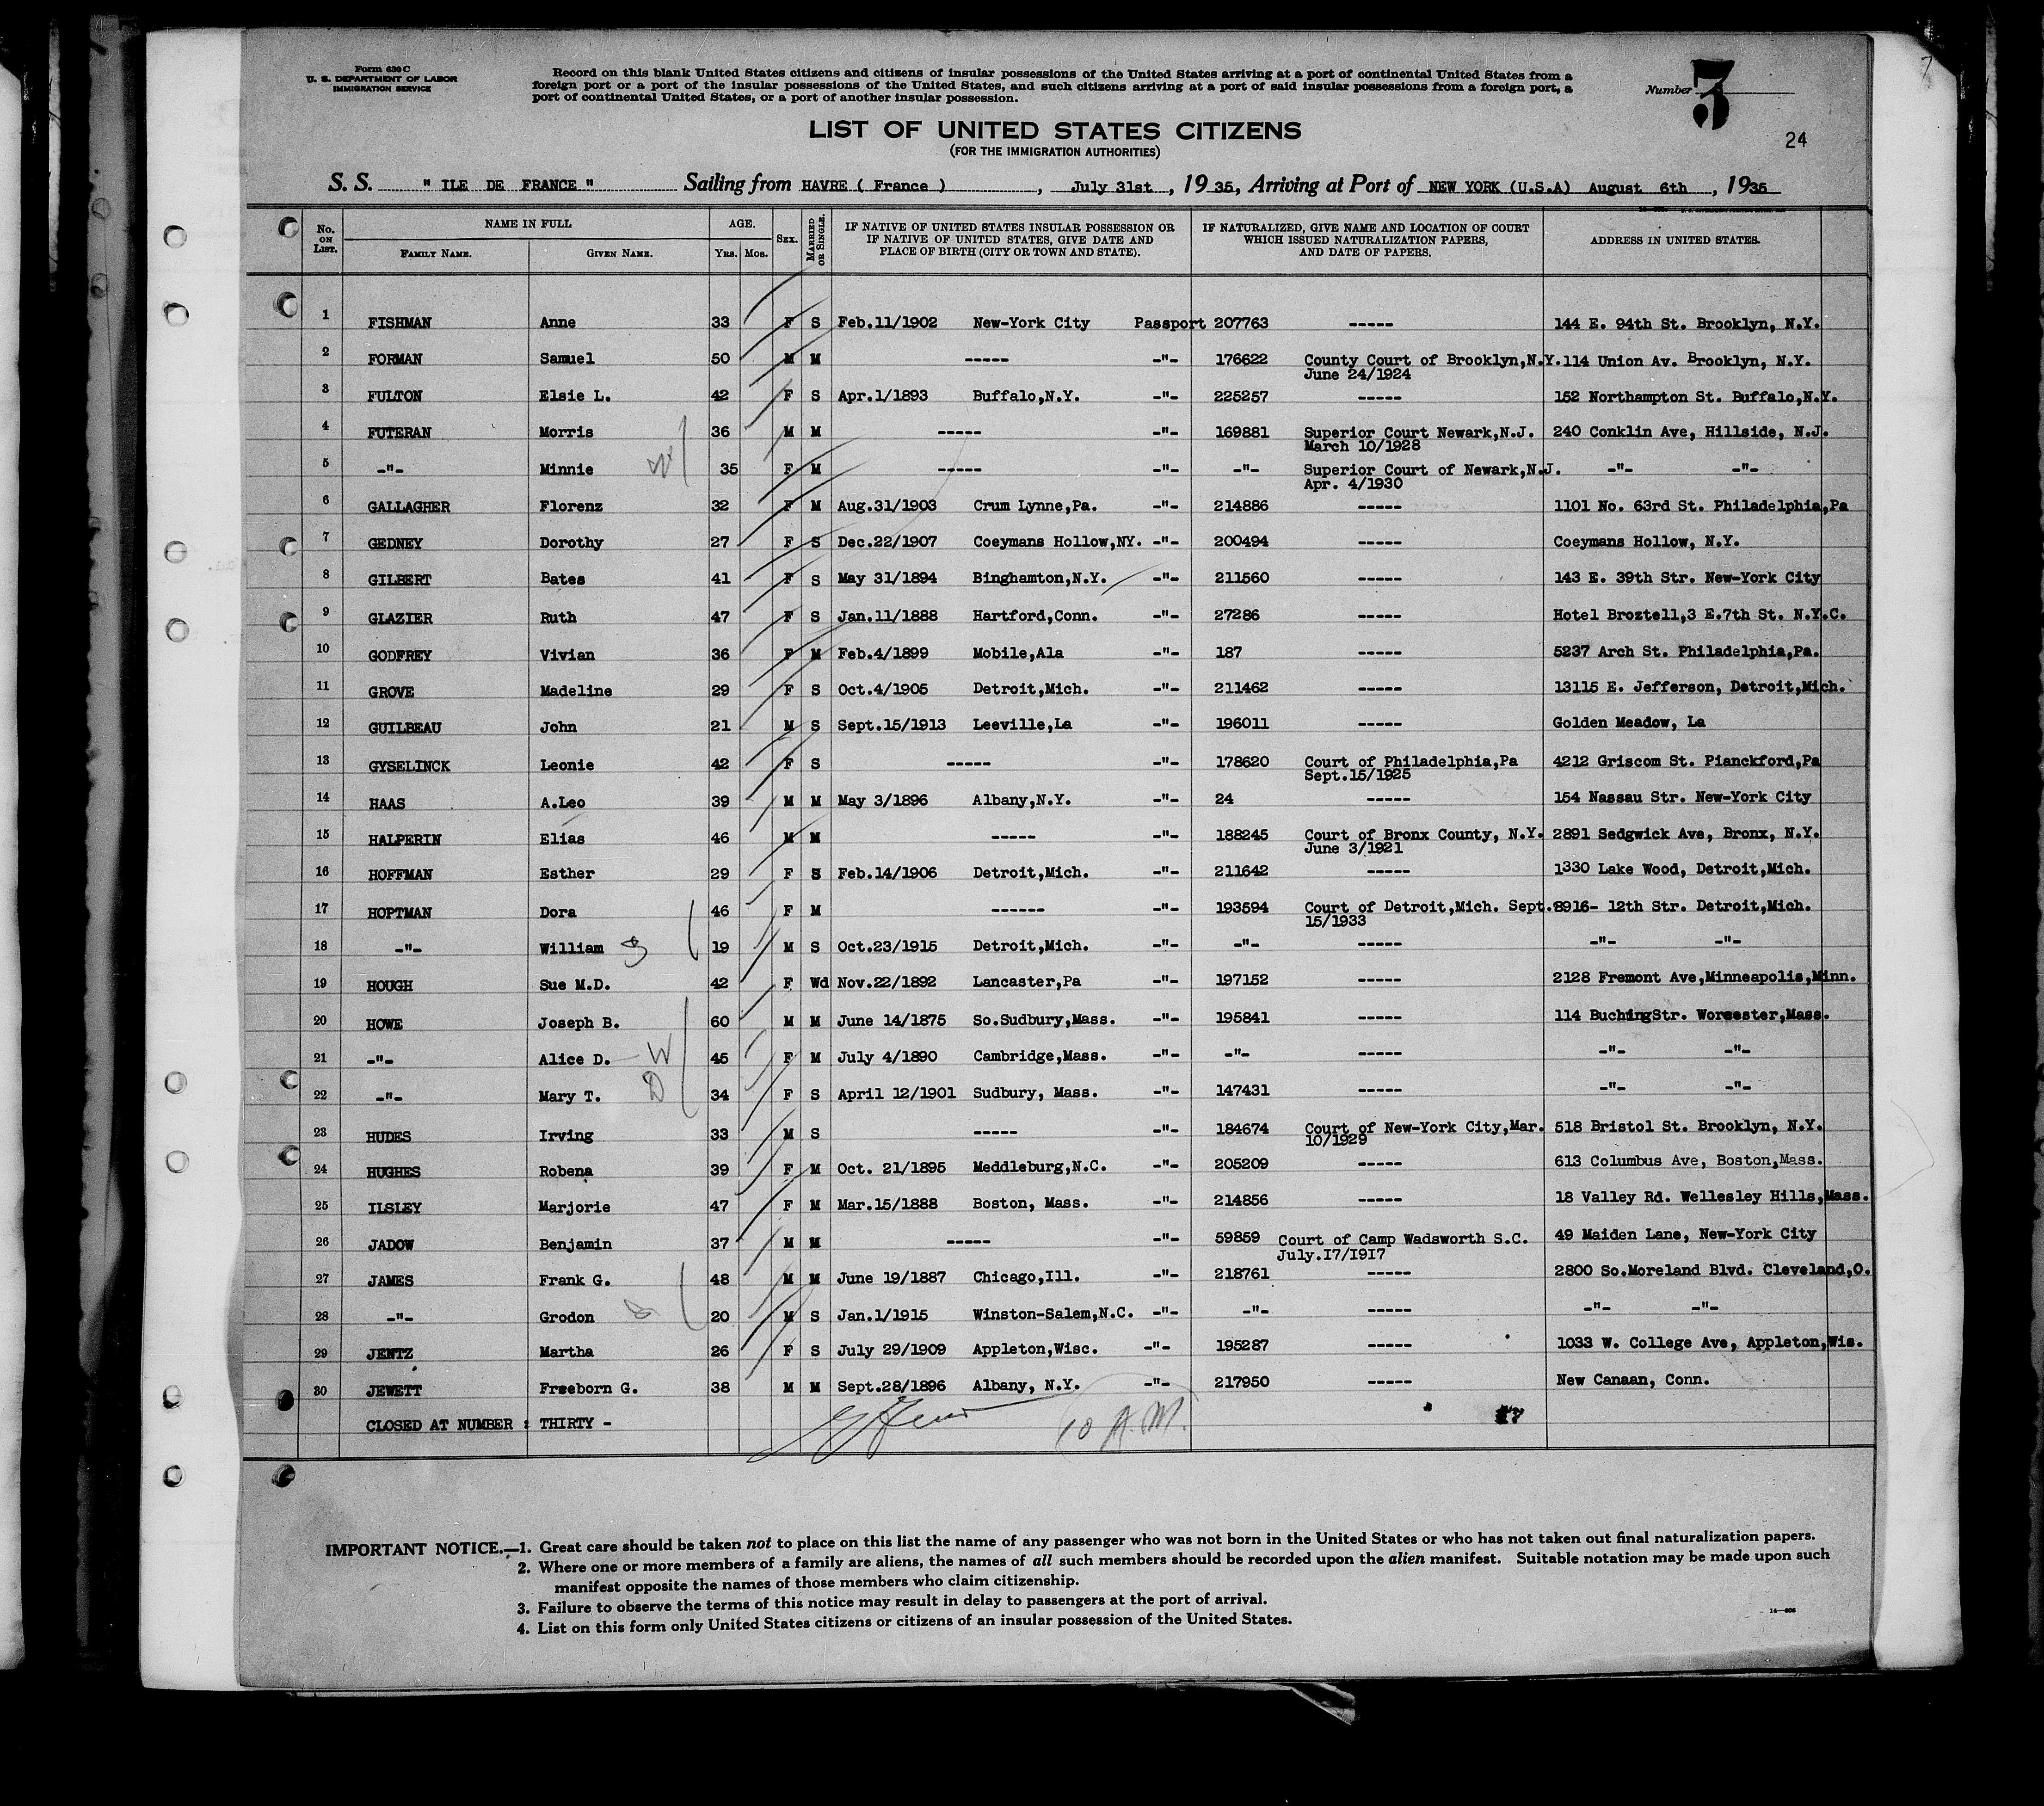 Form 630 C
U. S. DEPARTMENT OF LABOR
IMMIGRATION SERVICE
Record on this blank United States citizens and citizens of insular possessions of the United States arriving at a port of continental United States from a
foreign port or a port of the insular possessions of the United States, and such citizens arriving at a port of said insular possessions from a foreign port, a
port of continental United States, or a port of another insular possession.
Number 3
24
LIST OF UNITED STATES CITIZENS
(FOR THE IMMIGRATION AUTHORITIES)
S. S. " ILE DE FRANCE " Sailing from HAVRE ( France ) , July 31st , 19 35, Arriving at Port of NEW YORK (U.S.A) August 6th , 1935
No. ON LIST. NAME IN FULL AGE. SEX. MARRIED OR SINGLE. IF NATIVE OF UNITED STATES INSULAR POSSESSION OR IF NATIVE OF UNITED STATES, GIVE DATE AND PLACE OF BIRTH (CITY OR TOWN AND STATE). IF NATURALIZED, GIVE NAME AND LOCATION OF COURT WHICH ISSUED NATURALIZATION PAPERS, AND DATE OF PAPERS. ADDRESS IN UNITED STATES.
FAMILY NAME. GIVEN NAME. YRS. MOS.
1 FISHMAN Anne 33 F S Feb.11/1902 New-York City Passport 207763 ----- 144 E. 94th St. Brooklyn, N.Y.
2 FORMAN Samuel 50 M M ----- -"- 176622 County Court of Brooklyn,N.Y. 114 Union Av. Brooklyn, N.Y.
June 24/1924
3 FULTON Elsie L. 42 F S Apr.1/1893 Buffalo,N.Y. -"- 225257 ----- 152 Northampton St. Buffalo,N.Y.
4 FUTERAN Morris 36 M M ----- -"- 169881 Superior Court Newark,N.J. 240 Conklin Ave, Hillside, N.J.
March 10/1928
5 -"- Minnie W 35 F M ----- -"- -"- Superior Court of Newark,N.J. -"- -"-
Apr. 4/1930
6 GALLAGHER Florenz 32 F M Aug.31/1903 Crum Lynne,Pa. -"- 214886 ----- 1101 No. 63rd St. Philadelphia,Pa
7 GEDNEY Dorothy 27 F S Dec.22/1907 Coeymans Hollow,NY. -"- 200494 ----- Coeymans Hollow, N.Y.
8 GILBERT Bates 41 F S May 31/1894 Binghamton,N.Y. -"- 211560 ----- 143 E. 39th Str. New-York City
9 GLAZIER Ruth 47 F S Jan.11/1888 Hartford,Conn. -"- 27286 ----- Hotel Broztell,3 E.7th St. N.Y.C.
10 GODFREY Vivian 36 F M Feb.4/1899 Mobile,Ala -"- 187 ----- 5237 Arch St. Philadelphia,Pa.
11 GROVE Madeline 29 F S Oct.4/1905 Detroit,Mich. -"- 211462 ----- 13115 E. Jefferson, Detroit,Mich.
12 GUILBEAU John 21 M S Sept.15/1913 Leeville,La -"- 196011 ----- Golden Meadow, La
13 GYSELINCK Leonie 42 F S ----- -"- 178620 Court of Philadelphia,Pa 4212 Griscom St. Pianckford,Pa
Sept.15/1925
14 HAAS A.Leo 39 M M May 3/1896 Albany,N.Y. -"- 24 ----- 154 Nassau Str. New-York City
15 HALPERIN Elias 46 M M ----- -"- 188245 Court of Bronx County, N.Y. 2891 Sedgwick Ave, Bronx, N.Y.
June 3/1921
16 HOFFMAN Esther 29 F S Feb.14/1906 Detroit,Mich. -"- 211642 ----- 1330 Lake Wood, Detroit,Mich.
17 HOPTMAN Dora 46 F M ------ -"- 193594 Court of Detroit,Mich. Sept. 8916- 12th Str. Detroit,Mich.
15/1933
18 -"- William S 19 M S Oct.23/1915 Detroit,Mich. -"- -"- ----- -"- -"-
19 HOUGH Sue M.D. 42 F Wd Nov.22/1892 Lancaster,Pa -"- 197152 ----- 2128 Fremont Ave,Minneapolis,Minn.
20 HOWE Joseph B. 60 M M June 14/1875 So.Sudbury,Mass. -"- 195841 ----- 114 BuchingStr. Worcester,Mass.
21 -"- Alice D. W 45 F M July 4/1890 Cambridge,Mass. -"- -"- ----- -"- -"-
22 -"- Mary T. D 34 F S April 12/1901 Sudbury, Mass. -"- 147431 ----- -"- -"-
23 HUDES Irving 33 M S ----- -"- 184674 Court of New-York City,Mar. 518 Bristol St. Brooklyn, N.Y.
10/1929
24 HUGHES Robena 39 F M Oct. 21/1895 Meddleburg,N.C. -"- 205209 ----- 613 Columbus Ave, Boston,Mass.
25 ILSLEY Marjorie 47 F M Mar.15/1888 Boston, Mass. -"- 214856 ----- 18 Valley Rd. Wellesley Hills,Mass.
26 JADOW Benjamin 37 M M ----- -"- 59859 Court of Camp Wadsworth S.C. 49 Maiden Lane, New-York City
July.17/1917
27 JAMES Frank G. 48 M M June 19/1887 Chicago,Ill. -"- 218761 ----- 2800 So.Moreland Blvd. Cleveland,O.
28 -"- Grodon 20 M S Jan.1/1915 Winston-Salem,N.C. -"- -"- ----- -"- -"-
29 JENTZ Martha 26 F S July 29/1909 Appleton,Wisc. -"- 195287 ----- 1033 W. College Ave, Appleton,Wis.
30 JEWETT Freeborn G. 38 M M Sept.28/1896 Albany, N.Y. -"- 217950 ----- New Canaan, Conn.
CLOSED AT NUMBER : THIRTY -
10 A.M.
IMPORTANT NOTICE.—1. Great care should be taken not to place on this list the name of any passenger who was not born in the United States or who has not taken out final naturalization papers.
2. Where one or more members of a family are aliens, the names of all such members should be recorded upon the alien manifest. Suitable notation may be made upon such
manifest opposite the names of those members who claim citizenship.
3. Failure to observe the terms of this notice may result in delay to passengers at the port of arrival.
4. List on this form only United States citizens or citizens of an insular possession of the United States.